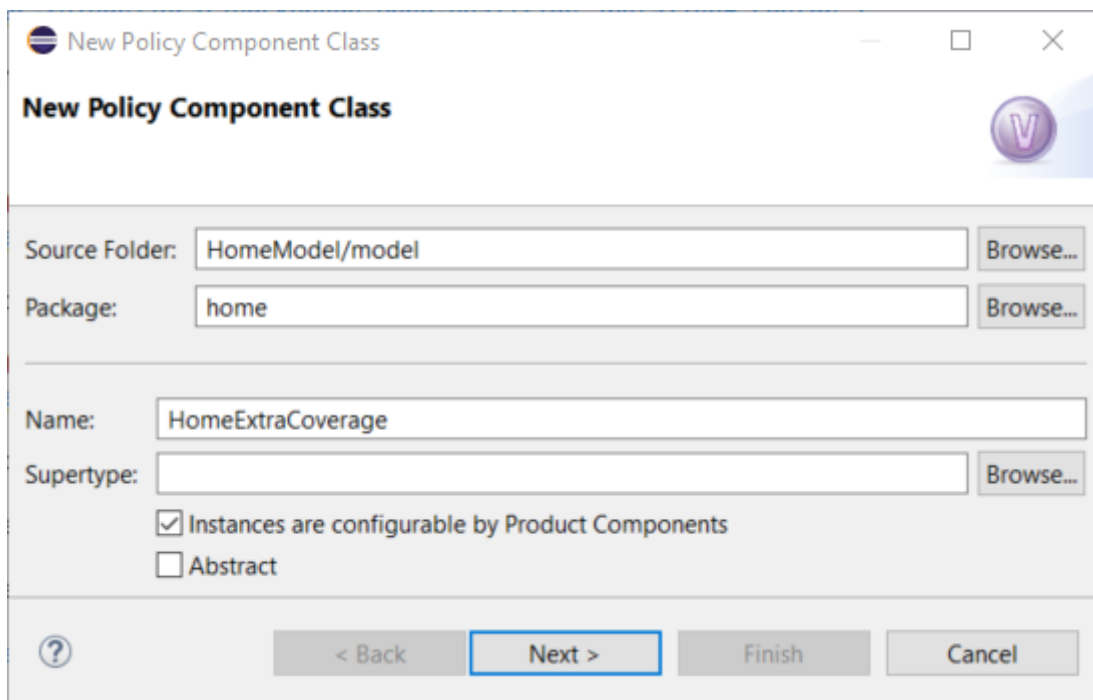 New Policy Component Class
New Policy Component Class
V
Source Folder: HomeModel/model Browse...
Package: home Browse...
Name: HomeExtraCoverage
Supertype: Browse...
Instances are configurable by Product Components
Abstract
? < Back Next > Finish Cancel